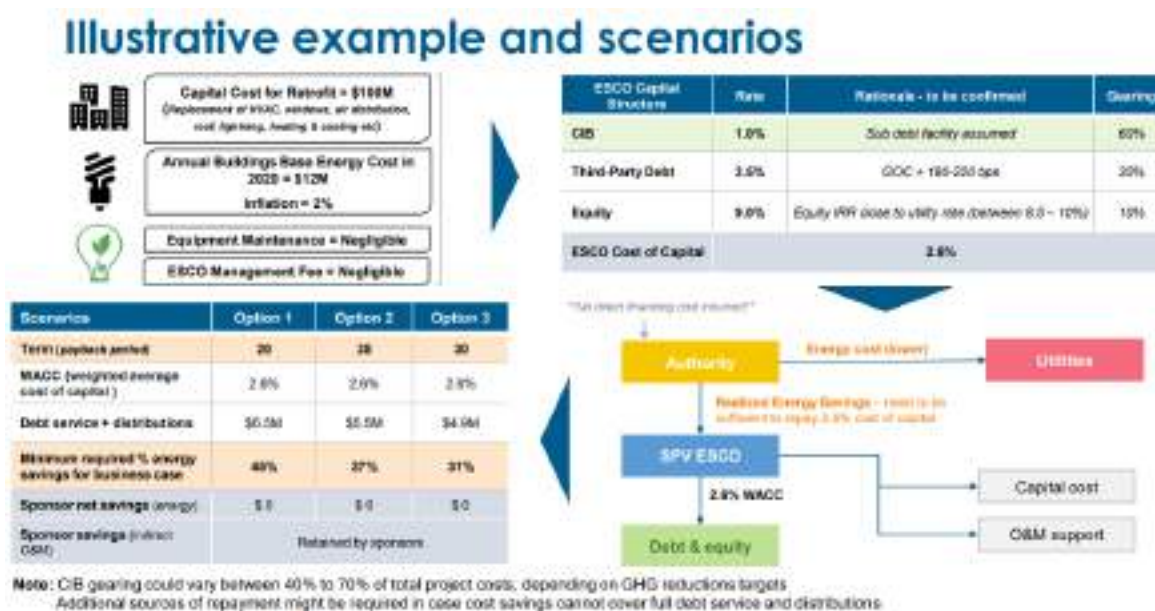 Illustrative example and scenarios
Capital Cost for Retrofit = $100M
(Replacement of HVAC, windows, air distribution,
roof, lightning, heating & cooling etc)
Annual Buildings Base Energy Cost in
2020 = $12M
Inflation = 2%
Equipment Maintenance = Negligible
ESCO Management Fee = Negligible
ESCO Capital
Structure
Rate
Rationale - to be confirmed
Gearing
CIB
1.0%
Sub debt facility assumed
60%
Third-Party Debt
3.5%
GOC +
bps
30%
Equity
9.0%
Equity IRR close to utility rate (between 8.5 – 10%)
10%
ESCO Cost of Capital
2.6%
Scenarios
Option 1
Option 2
Option 3
Term (payback period)
20
25
30
WACC (weighted average
cost of capital )
2.6%
2.6%
2.6%
Debt service + distributions
$6.5M
$5.5M
$4.9M
Minimum required % energy
savings for business case
37%
31%
Sponsor net savings (energy)
$ 0
$ 0
$ 0
Sponsor savings (indirect
O&M)
Retained by sponsors
"No direct financing cost incurred"
Authority
Energy cost (lower)
Utilities
Realized Energy Savings - need to be
sufficient to repay 2.6% cost of capital
SPV ESCO
2.6% WACC
Capital cost
O&M support
Debt & equity
Note: CIB gearing could vary between 40% to 70% of total project costs, depending on GHG reductions targets
Additional sources of repayment might be required in case cost savings cannot cover full debt service and distributions